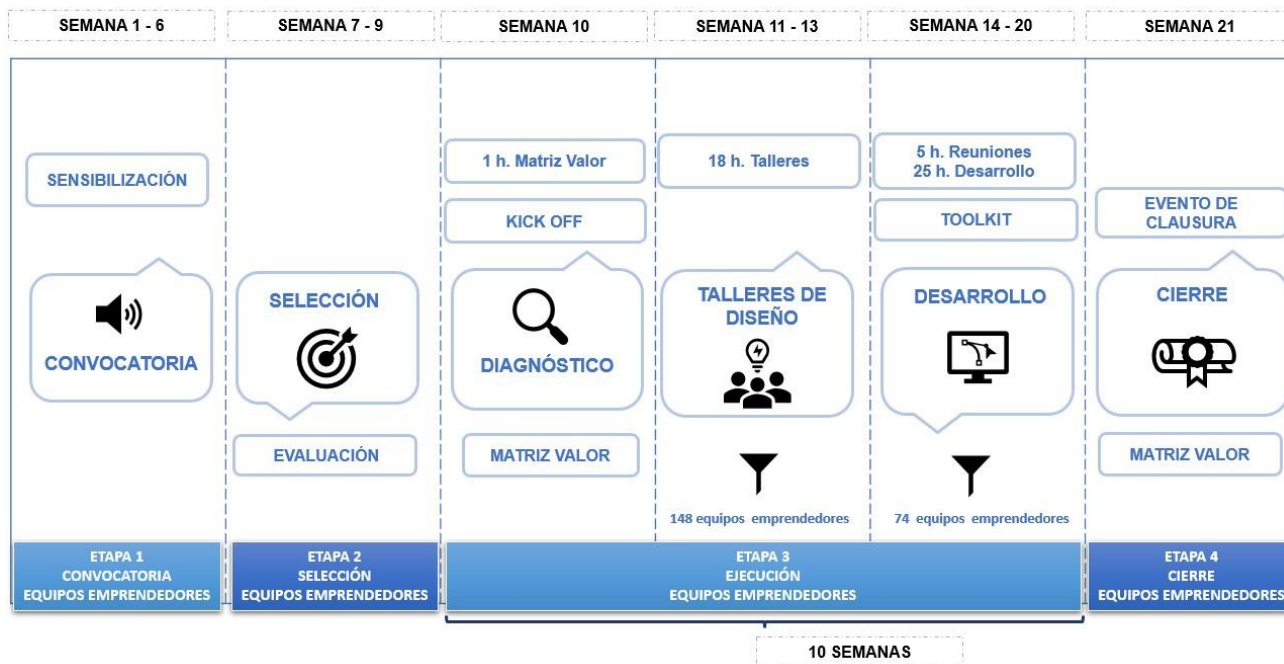 SEMANA 1 - 6
SEMANA 7 - 9
SEMANA 10
SEMANA 11 - 13
SEMANA 14 - 20
SEMANA 21
SENSIBILIZACIÓN
CONVOCATORIA
SELECCIÓN
EVALUACIÓN
1 h. Matriz Valor
KICK OFF
DIAGNÓSTICO
MATRIZ VALOR
18 h. Talleres
TALLERES DE
DISEÑO
148 equipos emprendedores
5 h. Reuniones
25 h. Desarrollo
TOOLKIT
DESARROLLO
74 equipos emprendedores
EVENTO DE
CLAUSURA
CIERRE
MATRIZ VALOR
ETAPA 1
CONVOCATORIA
EQUIPOS EMPRENDEDORES
ETAPA 2
SELECCIÓN
EQUIPOS EMPRENDEDORES
ETAPA 3
EJECUCIÓN
EQUIPOS EMPRENDEDORES
ETAPA 4
CIERRE
EQUIPOS EMPRENDEDORES
10 SEMANAS